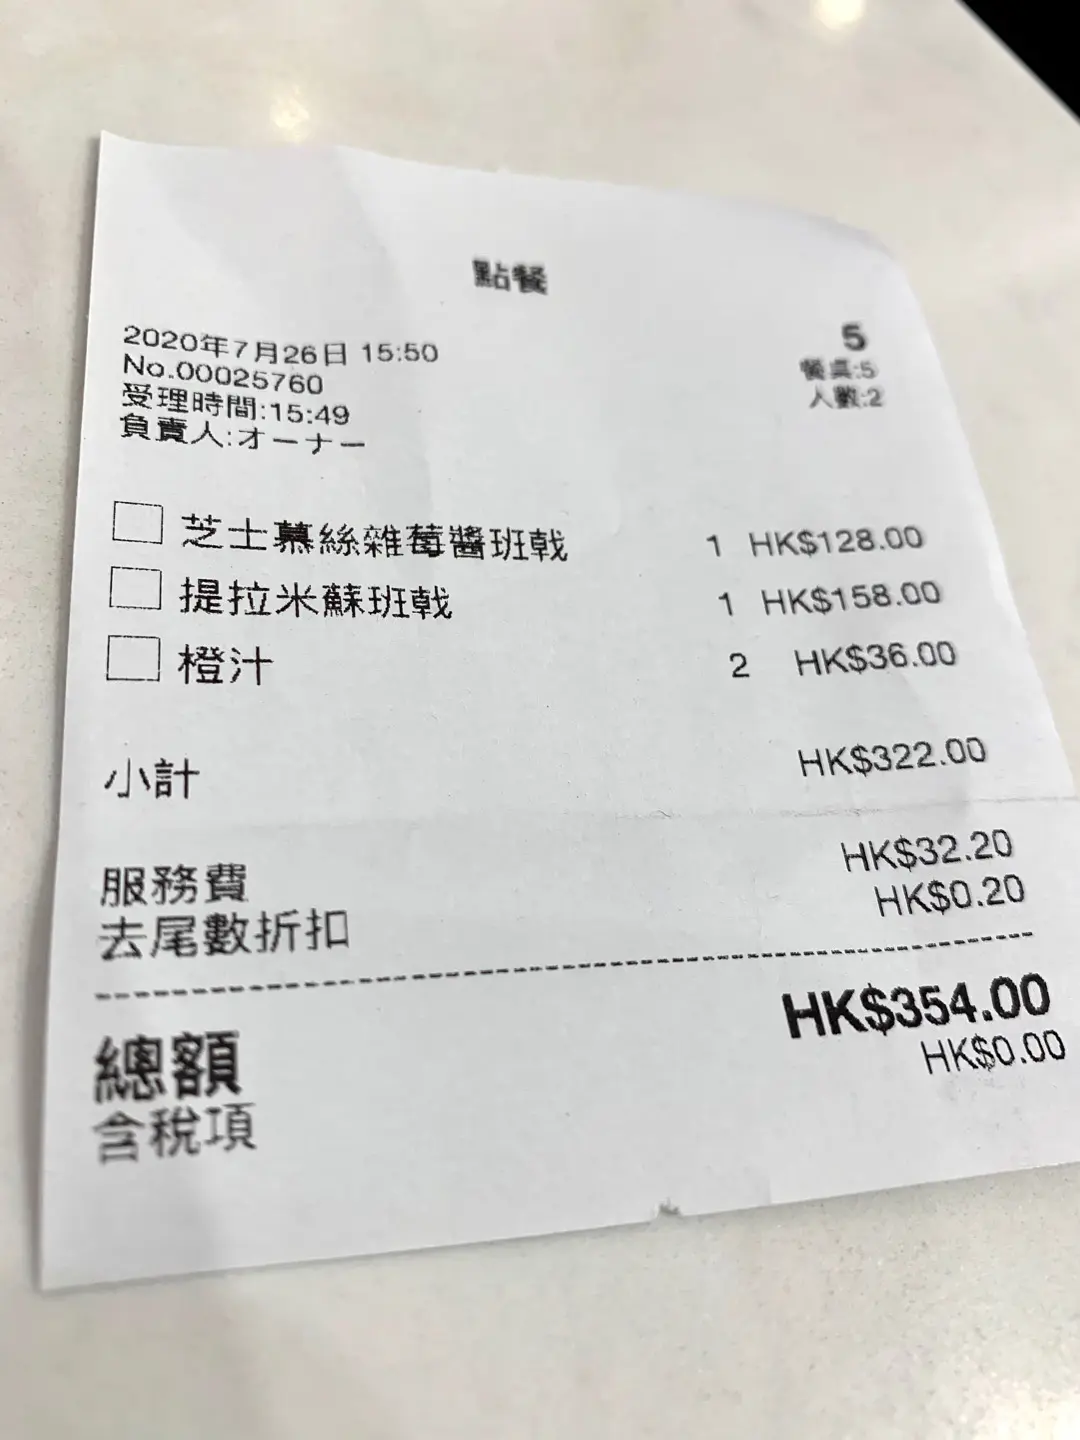 點餐
2020年7月26日 15:50
No.00025760
受理時間:15:49
負責人:オーナー
5
餐桌:5
人數:2
芝士慕絲雜莓醬班戟 1 HK$128.00
提拉米蘇班戟 1 HK$158.00
橙汁 2 HK$36.00
小計 HK$322.00
服務費 HK$32.20
去尾數折扣 HK$0.20
總額 HK$354.00
含稅項 HK$0.00